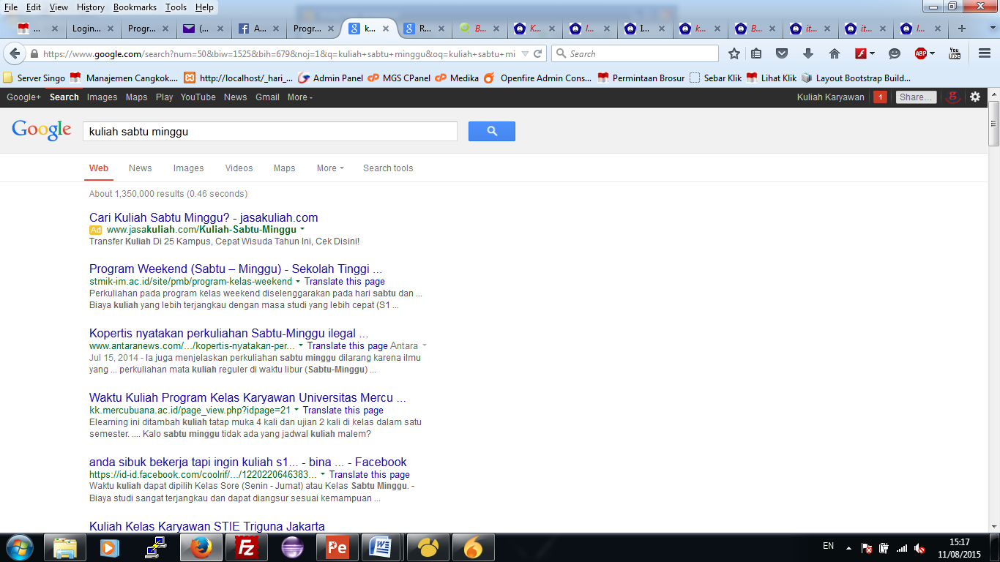 File Edit View History Bookmarks Tools Help
... Login... Progr... (... A... Progr... k... R... B... K... I... I... k... B... it... it... I...
https://www.google.com/search?num=50&biw=1525&bih=679&noj=1&q=kuliah+sabtu+minggu&oq=kuliah+sabtu+mi Search ABP You Tube
Server Singo Manajemen Cangkok.... http://localhost/_hari_... Admin Panel MGS CPanel Medika Openfire Admin Cons... Permintaan Brosur Sebar Klik Lihat Klik Layout Bootstrap Build...
Google+ Search Images Maps Play YouTube News Gmail More Kuliah Karyawan 1 Share...
Google kuliah sabtu minggu
Web News Images Videos Maps More Search tools
About 1,350,000 results (0.46 seconds)
Cari Kuliah Sabtu Minggu? - jasakuliah.com
Ad www.jasakuliah.com/Kuliah-Sabtu-Minggu
Transfer Kuliah Di 25 Kampus, Cepat Wisuda Tahun Ini, Cek Disini!
Program Weekend (Sabtu – Minggu) - Sekolah Tinggi ...
stmik-im.ac.id/site/pmb/program-kelas-weekend Translate this page
Perkuliahan pada program kelas weekend diselenggarakan pada hari sabtu dan ...
Biaya kuliah yang lebih terjangkau dengan masa studi yang lebih cepat (S1 ...
Kopertis nyatakan perkuliahan Sabtu-Minggu ilegal ...
www.antaranews.com/.../kopertis-nyatakan-per... Translate this page Antara
Jul 15, 2014 - Ia juga menjelaskan perkuliahan sabtu minggu dilarang karena ilmu
yang ... perkuliahan mata kuliah reguler di waktu libur (Sabtu-Minggu) ...
Waktu Kuliah Program Kelas Karyawan Universitas Mercu ...
kk.mercubuana.ac.id/page_view.php?idpage=21 Translate this page
Elearning ini ditambah kuliah tatap muka 4 kali dan ujian 2 kali di kelas dalam satu
semester. .... Kalo sabtu minggu tidak ada yang jadwal kuliah malem?
anda sibuk bekerja tapi ingin kuliah s1... - bina ... - Facebook
https://id-id.facebook.com/coolrif/.../1220220646383... Translate this page
Waktu kuliah dapat dipilih Kelas Sore (Senin - Jumat) atau Kelas Sabtu Minggu. -
Biaya studi sangat terjangkau dan dapat diangsur sesuai kemampuan ...
Kuliah Kelas Karyawan STIE Triguna Jakarta
EN 15:17
11/08/2015